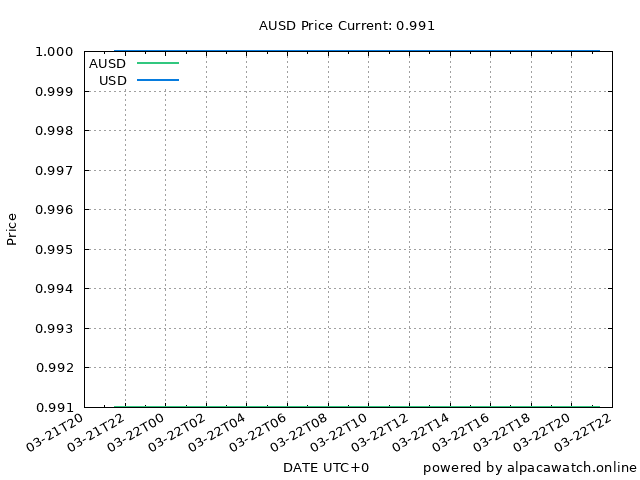 AUSD Price Current: 0.991
1.000
AUSD
USD
0.999
0.998
0.997
0.996
0.995
0.994
0.993
0.992
0.991
Price
03-21T20
03-21T22
03-22T00
03-22T02
03-22T04
03-22T06
03-22T08
03-22T10
03-22T12
03-22T14
03-22T16
03-22T18
03-22T20
03-22T22
DATE UTC+0
powered by alpacawatch.online